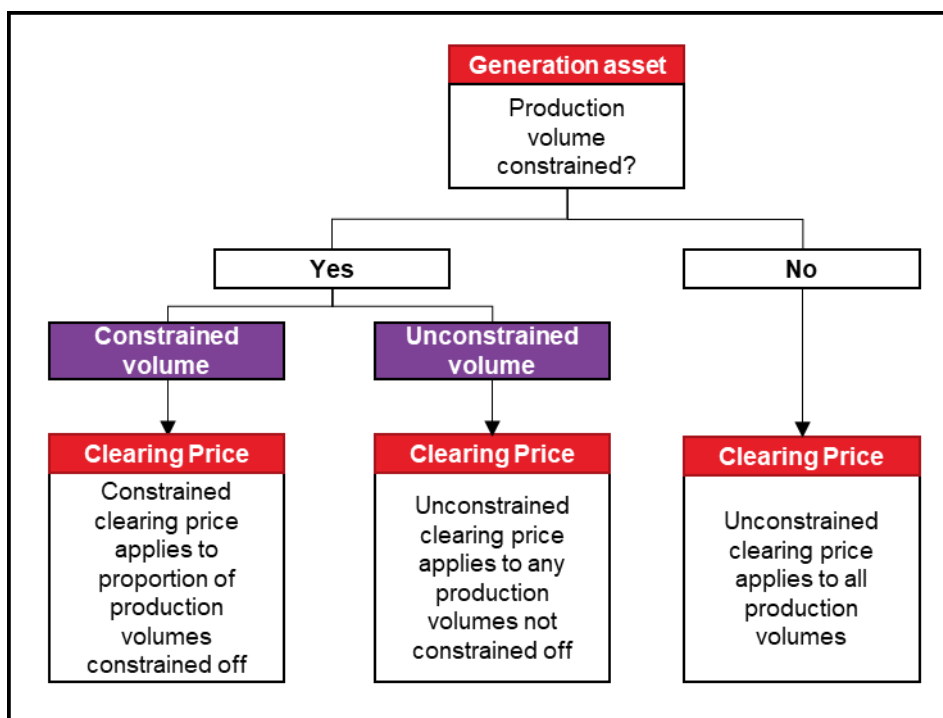 Generation asset
Production
volume
constrained?
Yes
No
Constrained
volume
Unconstrained
volume
Clearing Price
Constrained
clearing price
applies to
proportion of
production
volumes
constrained off
Clearing Price
Unconstrained
clearing price
applies to any
production
volumes not
constrained off
Clearing Price
Unconstrained
clearing price
applies to all
production
volumes